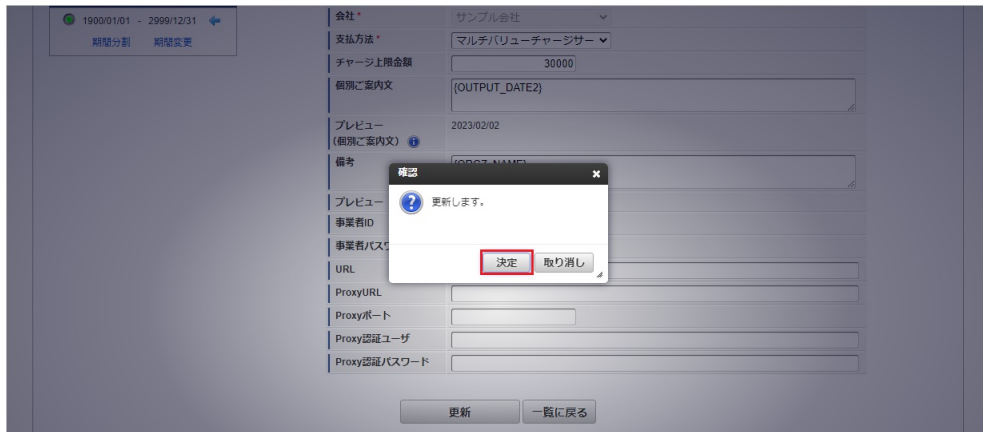 1900/01/01 - 2999/12/31
期間分割 期間変更
会社* サンプル会社
支払方法* マルチバリューチャージサー
チャージ上限金額 30000
個別ご案内文 {OUTPUT_DATE2}
プレビュー 2023/02/02
(個別ご案内文)
備考
確認
プレビュー
更新します。
事業者ID
事業者パスワ
決定 取り消し
URL
ProxyURL
Proxyポート
Proxy認証ユーザ
Proxy認証パスワード
更新 一覧に戻る